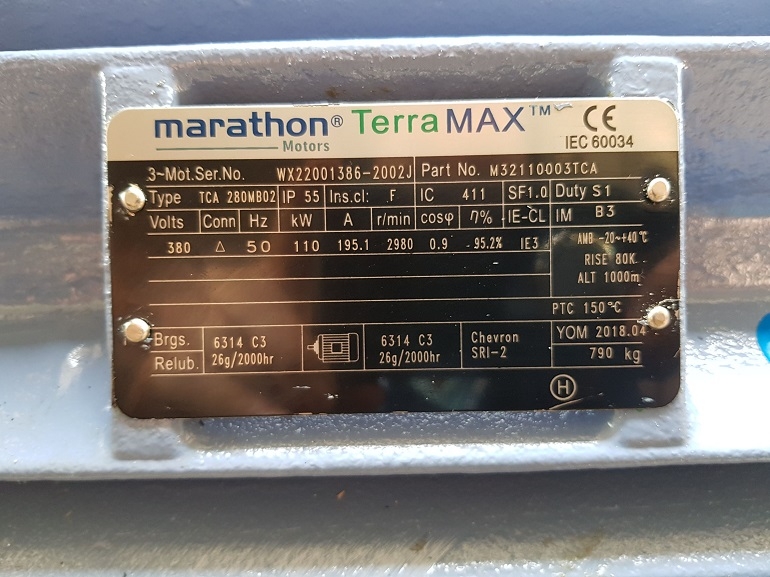 marathon® TerraMAX™ CE
Motors IEC 60034
3~Mot.Ser.No. WX22001386-2002J Part No. M32110003TCA
Type TCA 280MB02 IP 55 Ins.cl: F IC 411 SF1.0 Duty S1
Volts Conn Hz kW A r/min cosφ η% IE-CL IM B3
380 Δ 50 110 195.1 2980 0.9 95.2% IE3 AMB -20~+40°C
RISE 80K
ALT 1000m
PTC 150°C
Brgs. 6314 C3 6314 C3 Chevron YOM 2018.04
Relub. 26g/2000hr 26g/2000hr SRI-2 790 kg
H